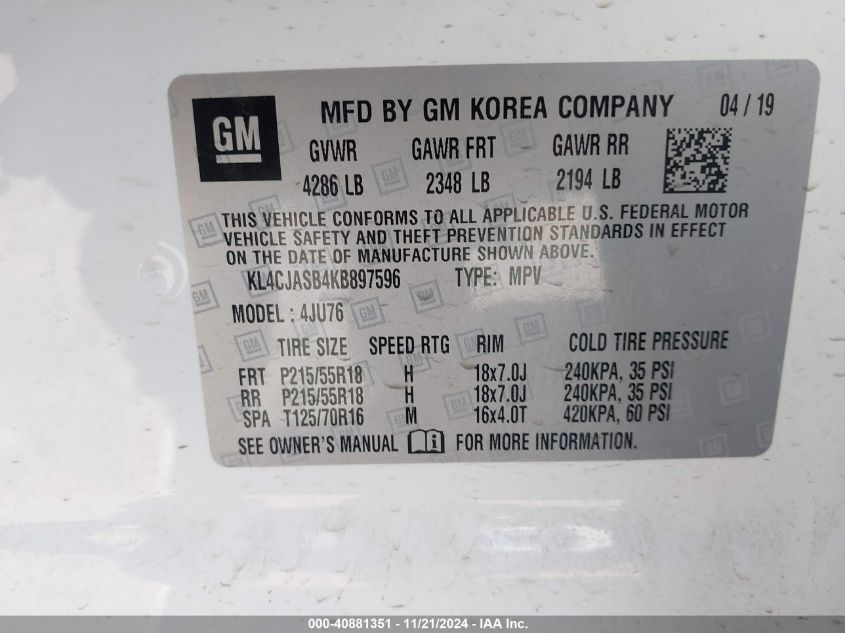 GM
MFD BY GM KOREA COMPANY 04 / 19
GVWR GAWR FRT GAWR RR
4286 LB 2348 LB 2194 LB
THIS VEHICLE CONFORMS TO ALL APPLICABLE U.S. FEDERAL MOTOR
VEHICLE SAFETY AND THEFT PREVENTION STANDARDS IN EFFECT
ON THE DATE OF MANUFACTURE SHOWN ABOVE.
KL4CJASB4KB897596 TYPE: MPV
MODEL : 4JU76
TIRE SIZE SPEED RTG RIM COLD TIRE PRESSURE
FRT P215/55R18 H 18x7.0J 240KPA, 35 PSI
RR P215/55R18 H 18x7.0J 240KPA, 35 PSI
SPA T125/70R16 M 16x4.0T 420KPA, 60 PSI
SEE OWNER'S MANUAL FOR MORE INFORMATION.
000-40881351 - 11/21/2024 - IAA Inc.